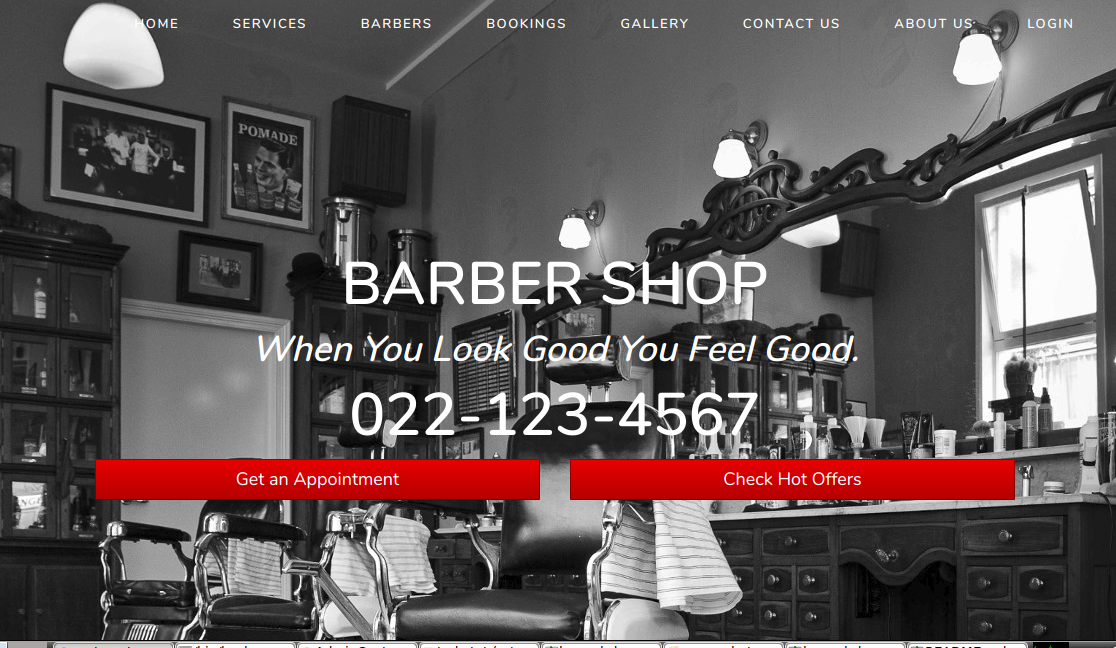 HOME SERVICES BARBERS BOOKINGS GALLERY CONTACT US ABOUT US LOGIN
POMADE
BARBER SHOP
When You Look Good You Feel Good.
022-123-4567
Get an Appointment Check Hot Offers